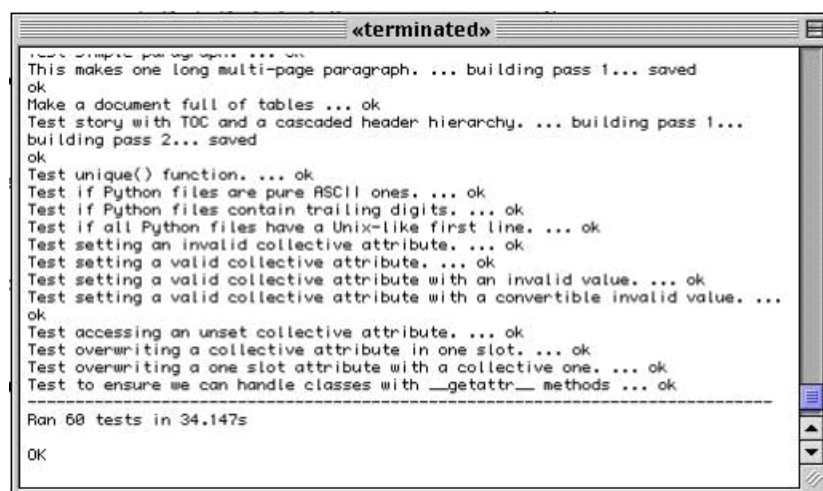 «terminated»
Test simple paragraph. ... ok
This makes one long multi-page paragraph. ... building pass 1... saved
ok
Make a document full of tables ... ok
Test story with TOC and a cascaded header hierarchy. ... building pass 1...
building pass 2... saved
ok
Test unique() function. ... ok
Test if Python files are pure ASCII ones. ... ok
Test if Python files contain trailing digits. ... ok
Test if all Python files have a Unix-like first line. ... ok
Test setting an invalid collective attribute. ... ok
Test setting a valid collective attribute. ... ok
Test setting a valid collective attribute with an invalid value. ... ok
Test setting a valid collective attribute with a convertible invalid value. ...
ok
Test accessing an unset collective attribute. ... ok
Test overwriting a collective attribute in one slot. ... ok
Test overwriting a one slot attribute with a collective one. ... ok
Test to ensure we can handle classes with __getattr__ methods ... ok
----------------------------------------------------------------------
Ran 60 tests in 34.147s
OK